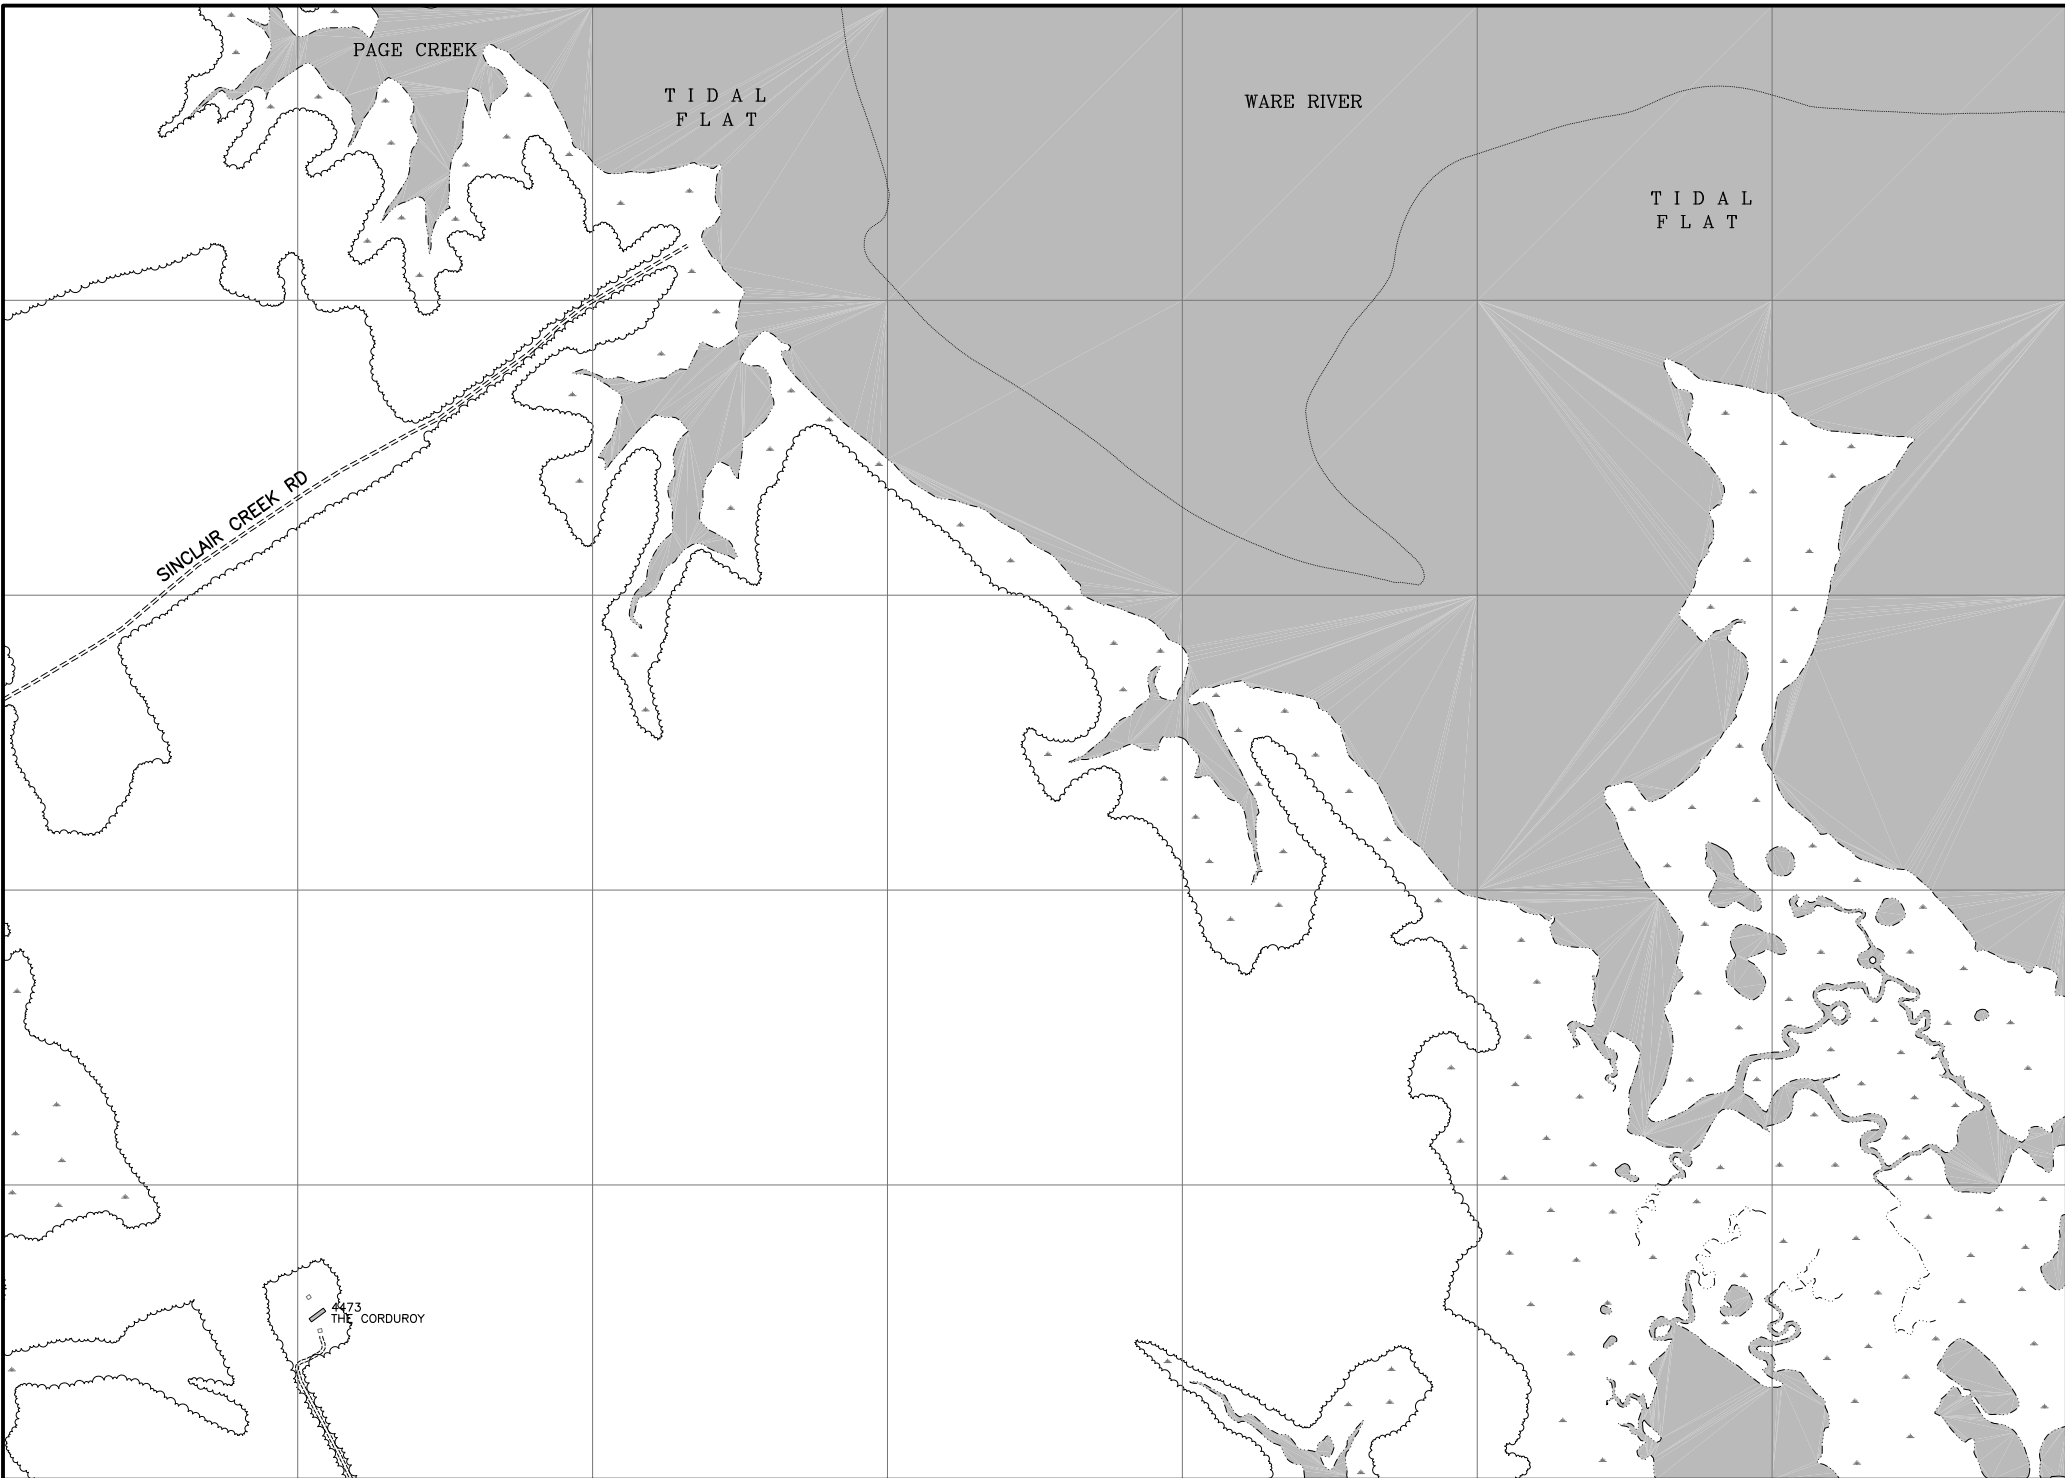 PAGE CREEK
T I D A L
F L A T
WARE RIVER
T I D A L
F L A T
SINCLAIR CREEK RD
4473
THE CORDUROY